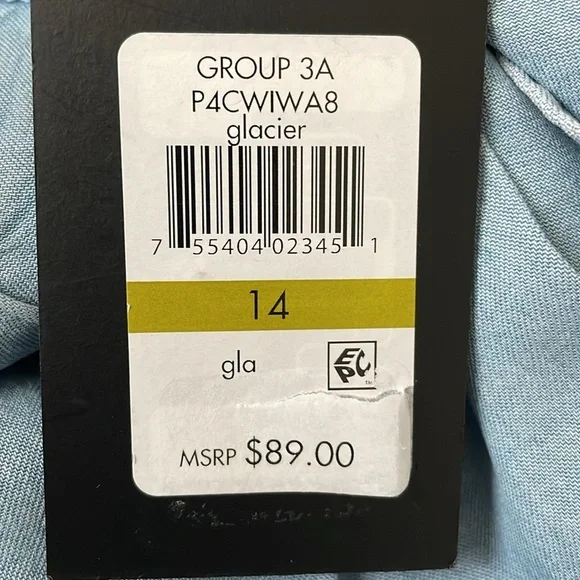 GROUP 3A
P4CWIWA8
glacier
7 55404 02345 1
14
gla
EPC
MSRP $89.00